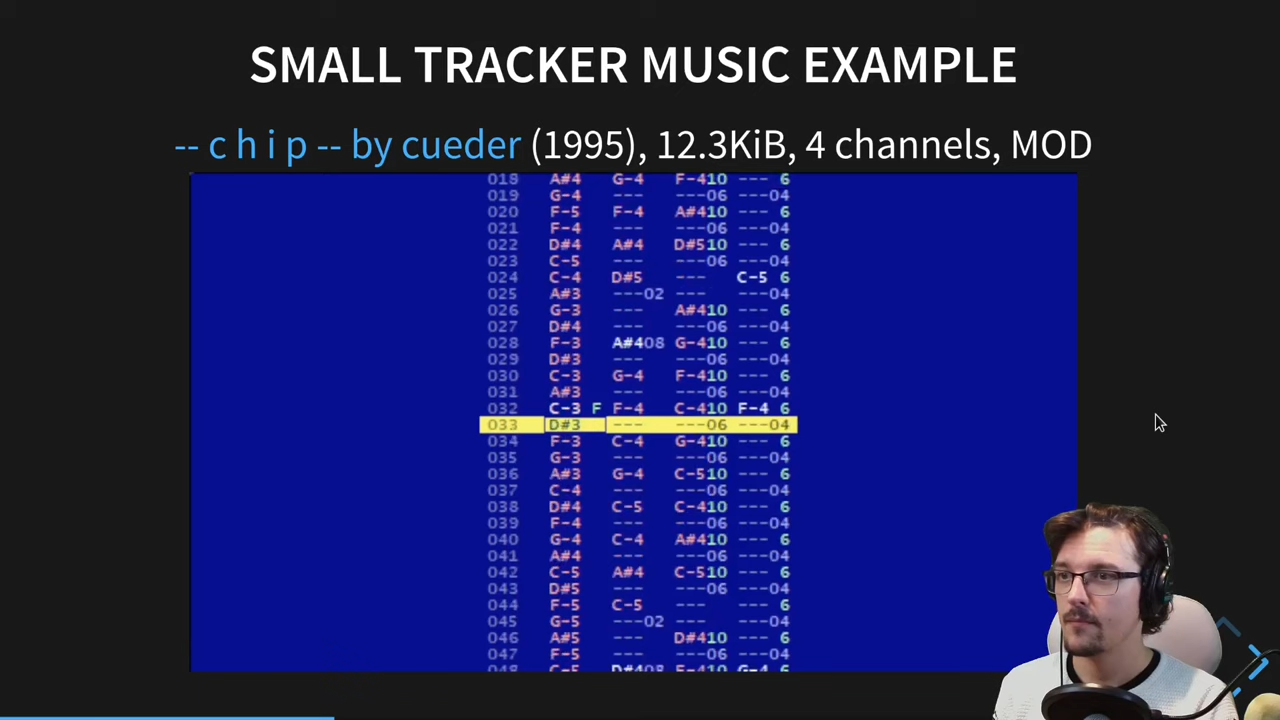 SMALL TRACKER MUSIC EXAMPLE
-- c h i p -- by cueder (1995), 12.3KiB, 4 channels, MOD
018 A#4 G-4 F-410 --- 6
019 G-4 --- ---06 ---04
020 F-5 F-4 A#410 --- 6
021 F-4 --- ---06 ---04
022 D#4 A#4 D#510 --- 6
023 C-5 --- ---06 ---04
024 C-4 D#5 --- C-5 6
025 A#3 ---02 --- ---04
026 G-3 --- A#410 --- 6
027 D#4 --- ---06 ---04
028 F-3 A#408 G-410 --- 6
029 D#3 --- ---06 ---04
030 C-3 G-4 F-410 --- 6
031 A#3 --- ---06 ---04
032 C-3 F F-4 C-410 F-4 6
033 D#3 --- ---06 ---04
034 F-3 C-4 G-410 --- 6
035 G-3 --- ---06 ---04
036 A#3 G-4 C-510 --- 6
037 C-4 --- ---06 ---04
038 D#4 C-5 C-410 --- 6
039 F-4 --- ---06 ---04
040 G-4 C-4 A#410 --- 6
041 A#4 --- ---06 ---04
042 C-5 A#4 C-510 --- 6
043 D#5 --- ---06 ---04
044 F-5 C-5 --- --- 6
045 G-5 ---02 --- ---04
046 A#5 --- D#410 --- 6
047 F-5 --- ---06 ---04
048 C-5 D#408 F-410 G-4 6